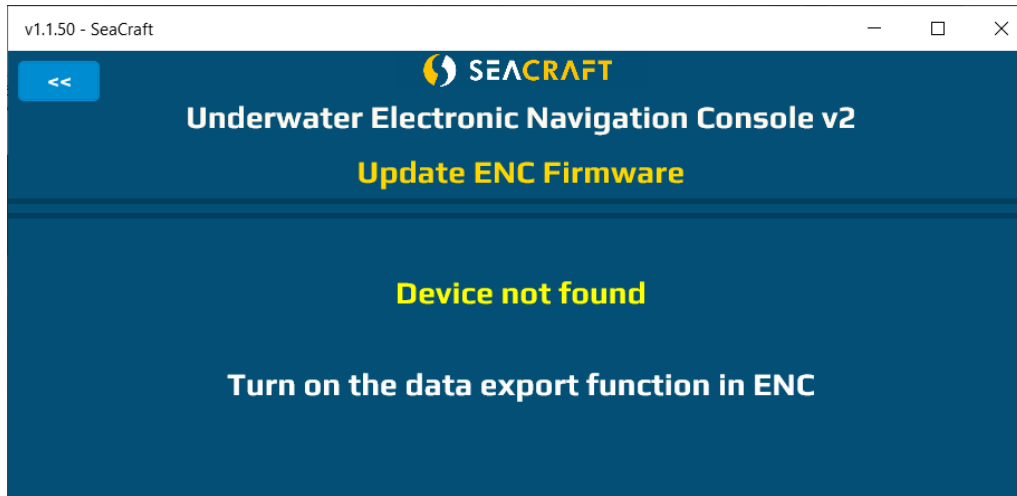 v1.1.50 - SeaCraft
<<
SEACRAFT
Underwater Electronic Navigation Console v2
Update ENC Firmware
Device not found
Turn on the data export function in ENC